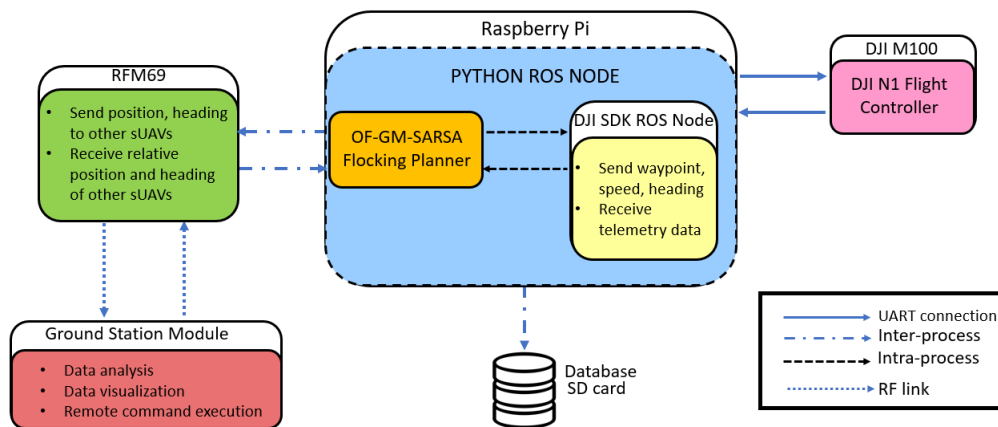 Raspberry Pi
RFM69
• Send position, heading
to other sUAVs
• Receive relative
position and heading
of other sUAVs
PYTHON ROS NODE
OF-GM-SARSA
Flocking Planner
DJI SDK ROS Node
• Send waypoint,
speed, heading
• Receive
telemetry data
DJI M100
DJI N1 Flight
Controller
Ground Station Module
• Data analysis
• Data visualization
• Remote command execution
Database
SD card
UART connection
Inter-process
Intra-process
RF link